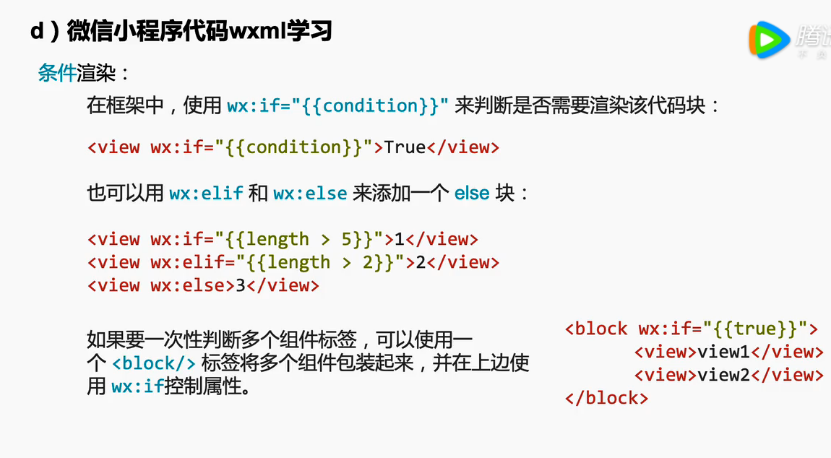 d）微信小程序代码wxml学习
条件渲染：
在框架中，使用 wx:if="{{condition}}" 来判断是否需要渲染该代码块：
<view wx:if="{{condition}}">True</view>
也可以用 wx:elif 和 wx:else 来添加一个 else 块：
<view wx:if="{{length > 5}}">1</view>
<view wx:elif="{{length > 2}}">2</view>
<view wx:else>3</view>
如果要一次性判断多个组件标签，可以使用一
个 <block/> 标签将多个组件包装起来，并在上边使
用 wx:if控制属性。
<block wx:if="{{true}}">
<view>view1</view>
<view>view2</view>
</block>